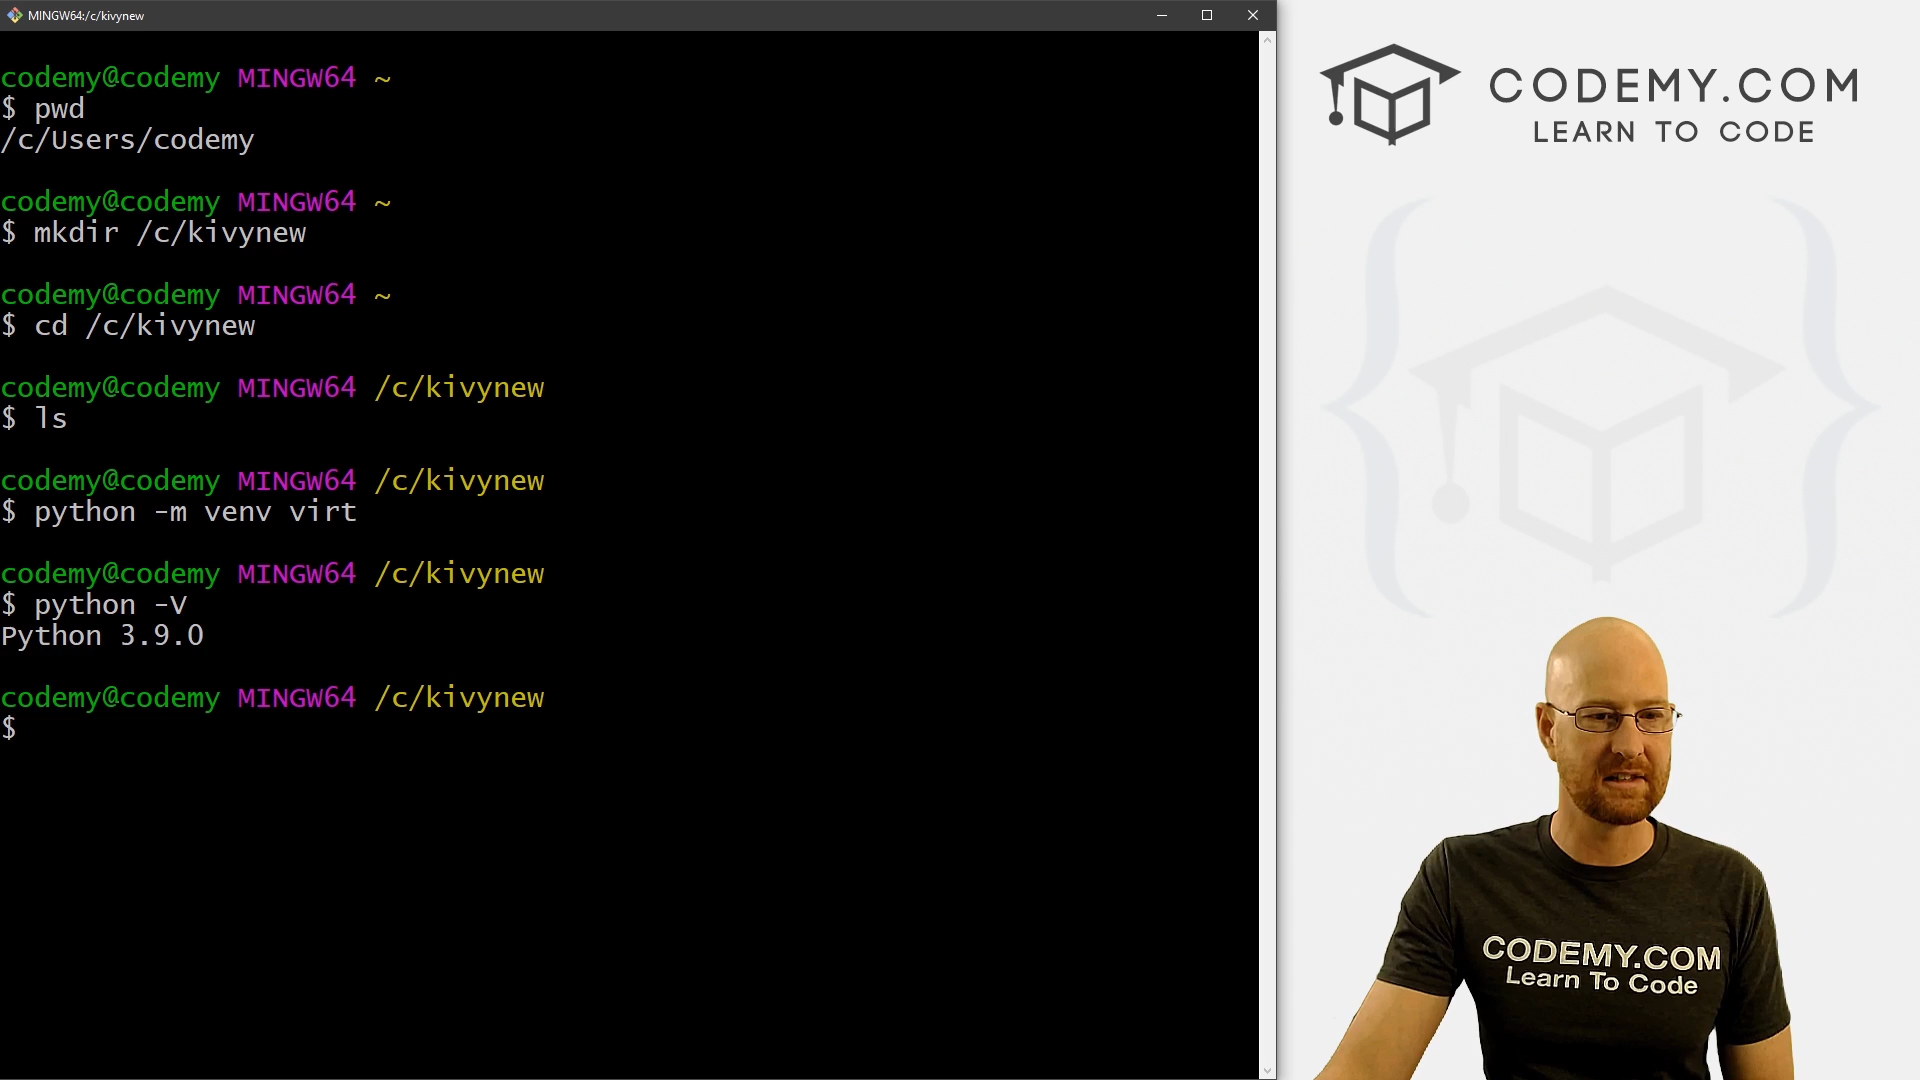 MINGW64:/c/kivynew
codemy@codemy MINGW64 ~
$ pwd
/c/Users/codemy
codemy@codemy MINGW64 ~
$ mkdir /c/kivynew
codemy@codemy MINGW64 ~
$ cd /c/kivynew
codemy@codemy MINGW64 /c/kivynew
$ ls
codemy@codemy MINGW64 /c/kivynew
$ python -m venv virt
codemy@codemy MINGW64 /c/kivynew
$ python -V
Python 3.9.0
codemy@codemy MINGW64 /c/kivynew
$
CODEMY.COM
LEARN TO CODE
CODEMY.COM
Learn To Code